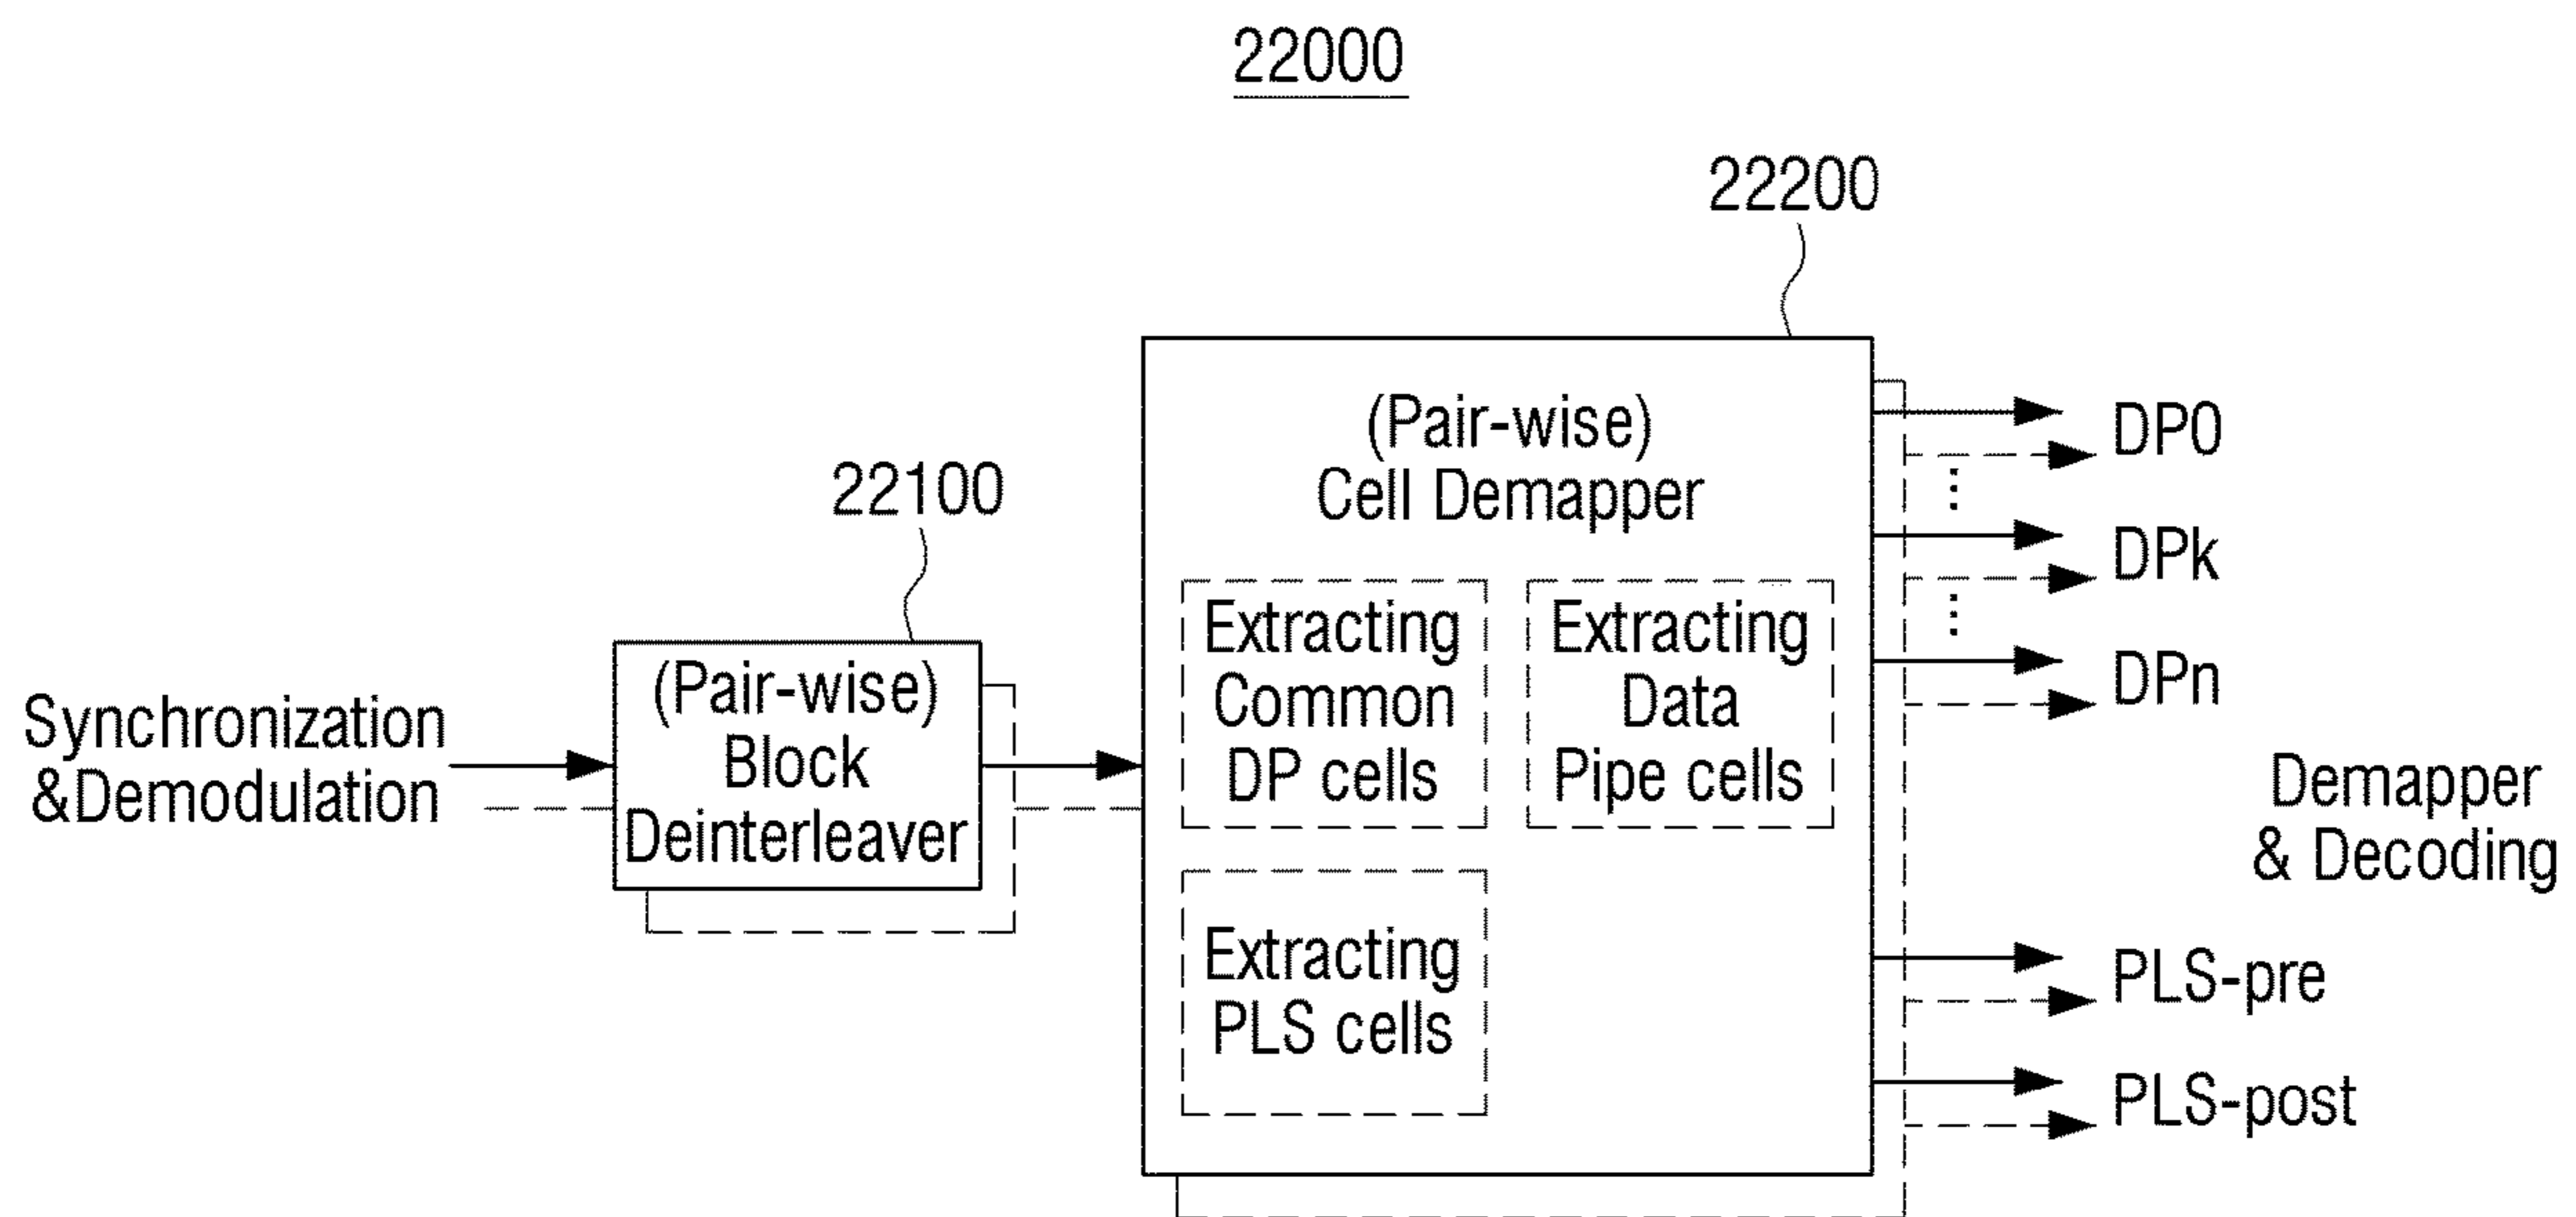 22000
22200
22100
Synchronization
&Demodulation
(Pair-wise)
Block
Deinterleaver
(Pair-wise)
Cell Demapper
Extracting
Common
DP cells
Extracting
Data
Pipe cells
Extracting
PLS cells
DP0
⋮
DPk
⋮
DPn
PLS-pre
PLS-post
Demapper
& Decoding